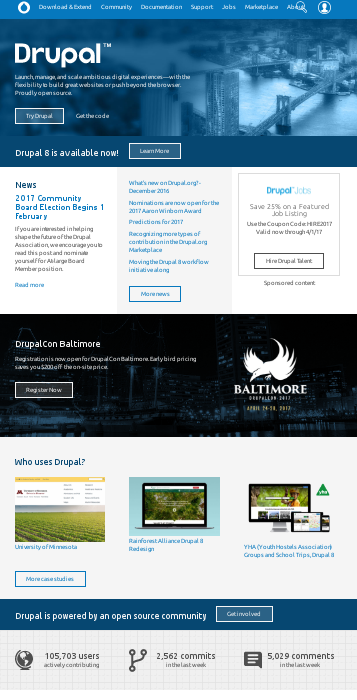 Download & Extend Community Documentation Support Jobs Marketplace About
Drupal™
Launch, manage, and scale ambitious digital experiences—with the
flexibility to build great websites or push beyond the browser.
Proudly open source.
Try Drupal
Get the code
Drupal 8 is available now!
Learn More
News
2017 Community
Board Election Begins 1
February
If you are interested in helping
shape the future of the Drupal
Association, we encourage you to
read this post and nominate
yourself for At-large Board
Member position.
Read more
What's new on Drupal.org? -
December 2016
Nominations are now open for the
2017 Aaron Winborn Award
Predictions for 2017
Recognizing more types of
contribution in the Drupal.org
Marketplace
Moving the Drupal 8 workflow
initiative along
More news
Drupal Jobs
Save 25% on a Featured
Job Listing
Use the Coupon Code: HIRE2017
Valid now through 4/1/17
Hire Drupal Talent
Sponsored content
DrupalCon Baltimore
Registration is now open for DrupalCon Baltimore. Early bird pricing
saves you $200 off the on-site price.
Register Now
BALTIMORE
DRUPALCON 2017
APRIL 24-28, 2017
Who uses Drupal?
University of Minnesota
Rainforest Alliance Drupal 8
Redesign
yha
YHA (Youth Hostels Association)
Groups and School Trips, Drupal 8
More case studies
Drupal is powered by an open source community
Get involved
105,703 users
actively contributing
2,562 commits
in the last week
5,029 comments
in the last week